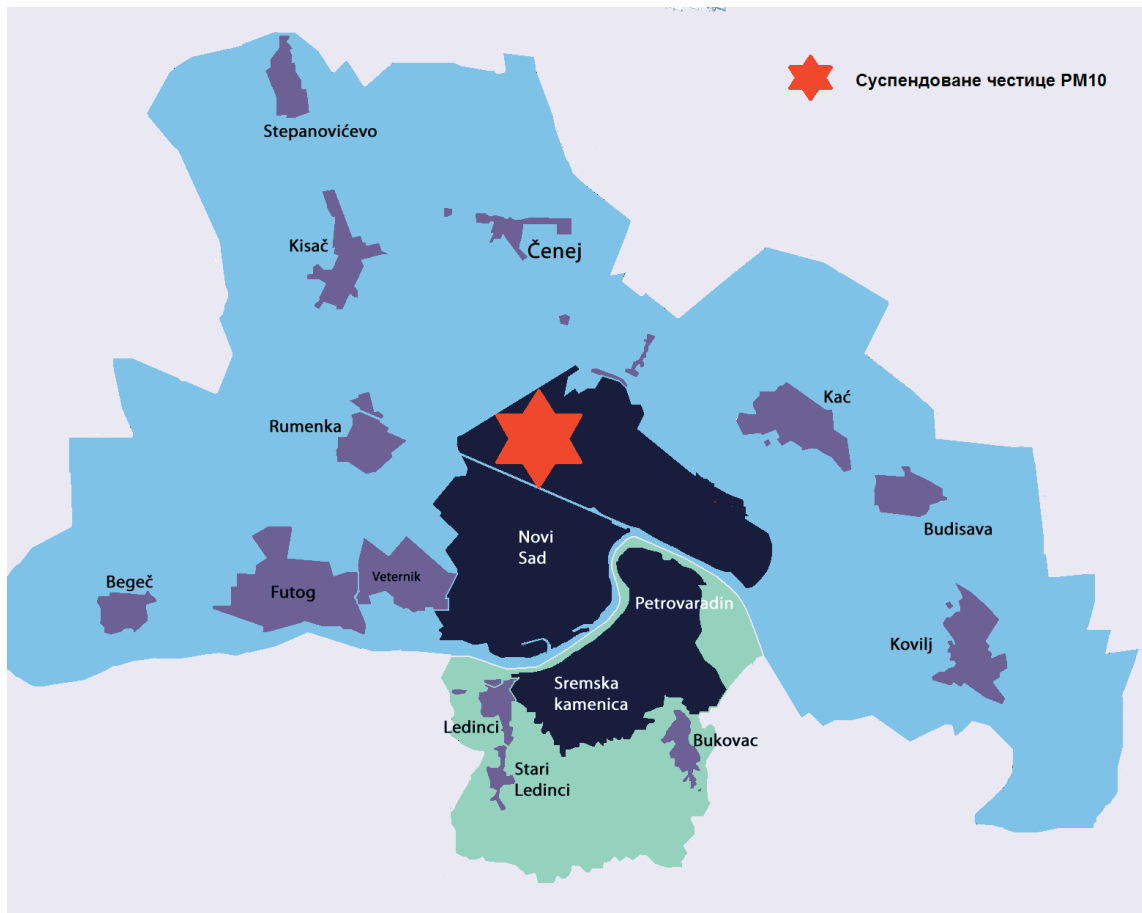 Суспендоване честице PM10
Stepanovićevo
Kisač
Čenej
Rumenka
Kać
Budisava
Novi
Sad
Begeč
Futog
Veternik
Petrovaradin
Kovilj
Sremska
kamenica
Ledinci
Bukovac
Stari
Ledinci